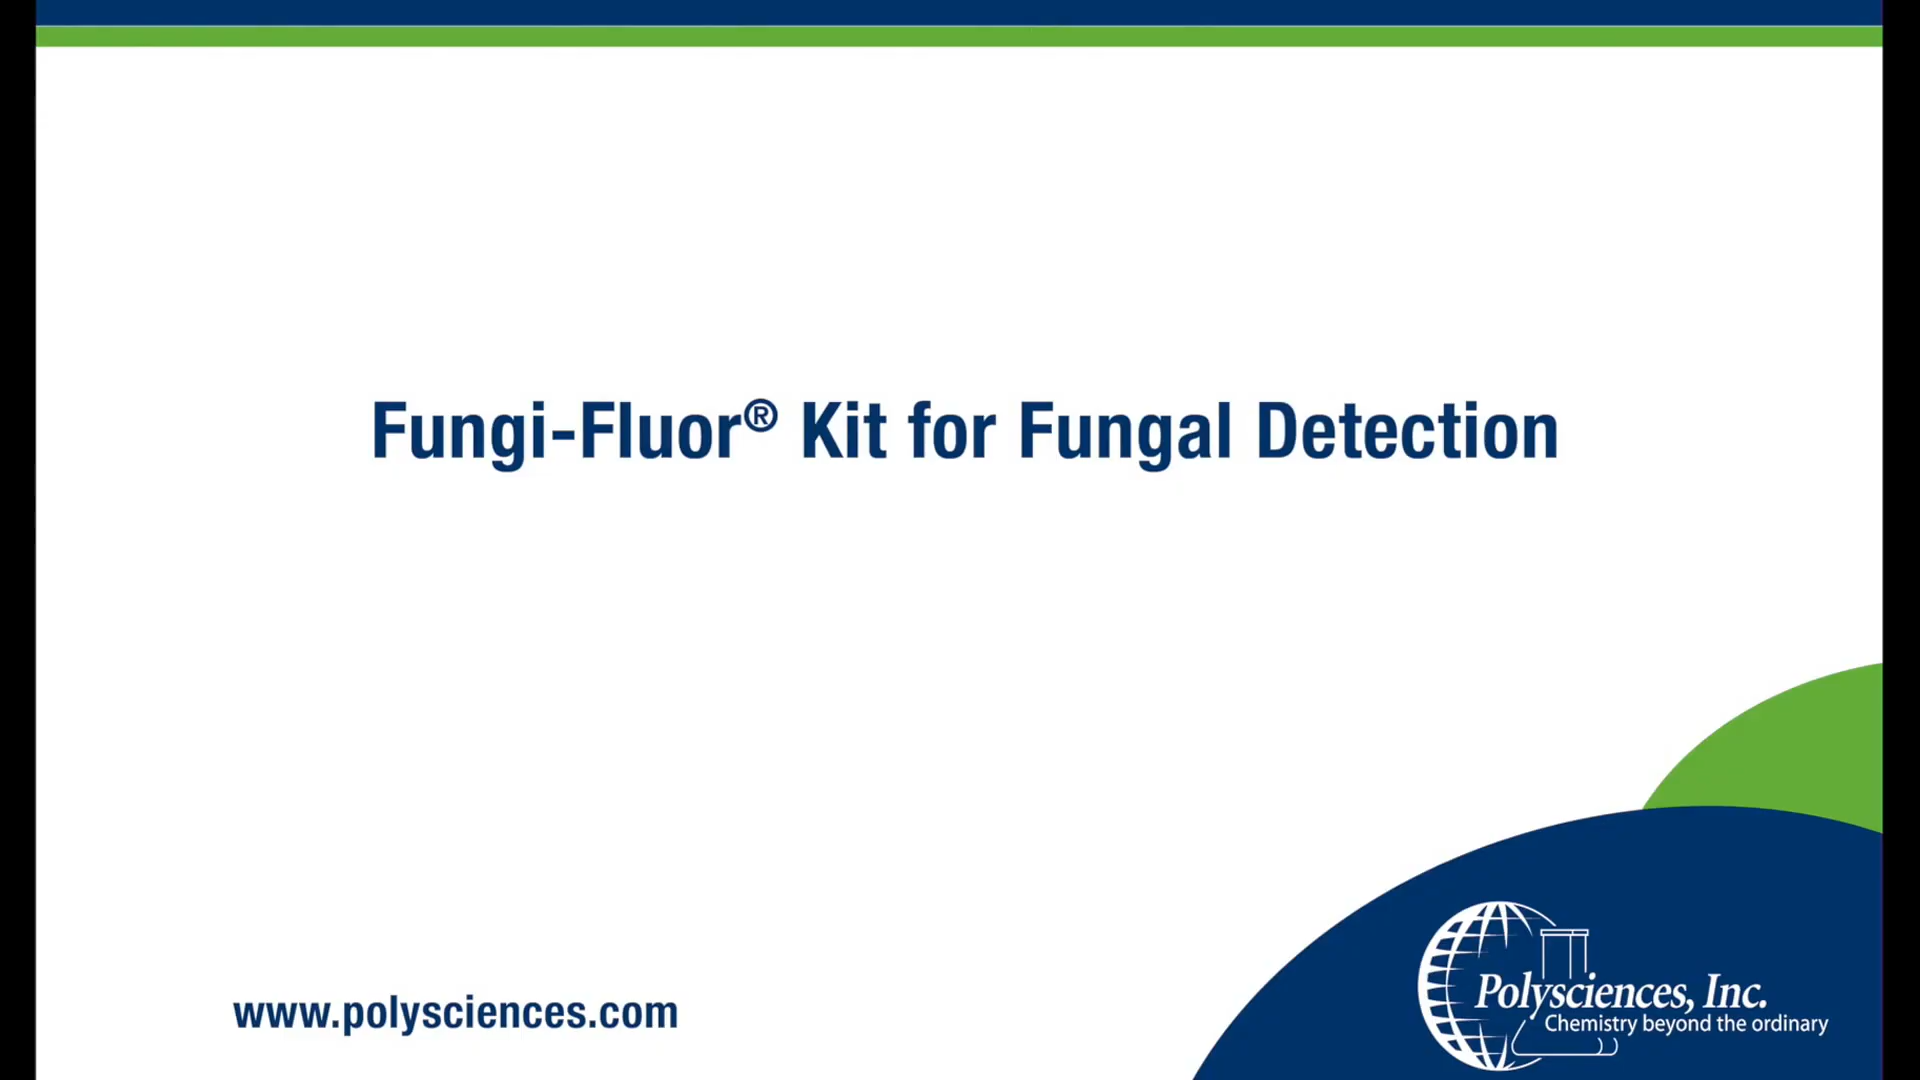 Fungi-Fluor® Kit for Fungal Detection
www.polysciences.com
Polysciences, Inc.
Chemistry beyond the ordinary